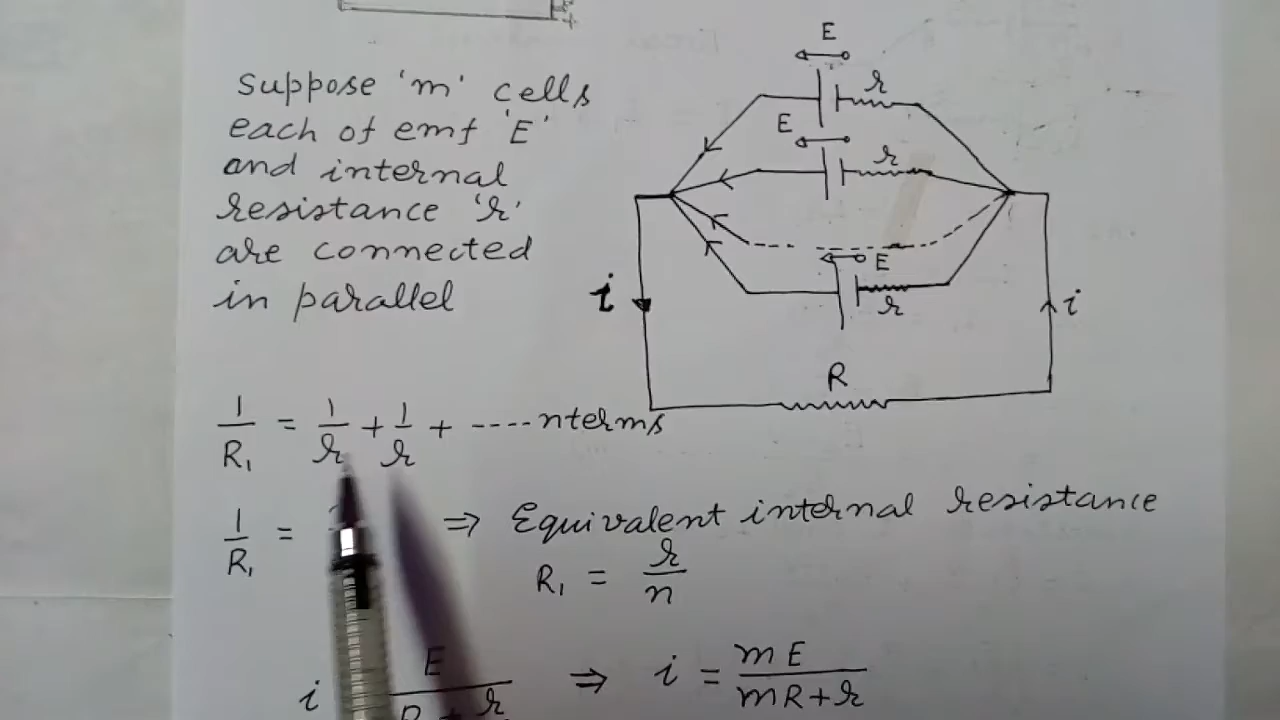 Suppose 'm' cells
each of emf 'E'
and internal
resistance 'r'
are connected
in parallel
E
r
E
r
E
r
i
i
R
1/R₁ = 1/r + 1/r + ---- n terms
1/R₁ =
⇒ Equivalent internal resistance
R₁ = r/n
i E/R + r ⇒ i = mE/mR+r